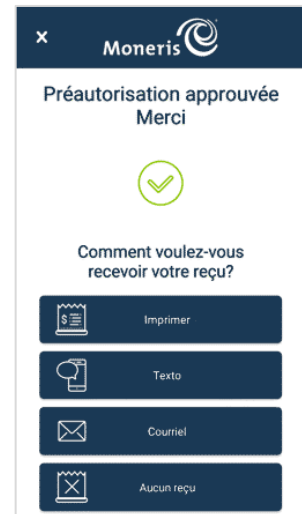 x
Moneris
Préautorisation approuvée
Merci
Comment voulez-vous
recevoir votre reçu?
$
Imprimer
Texto
Courriel
Aucun reçu